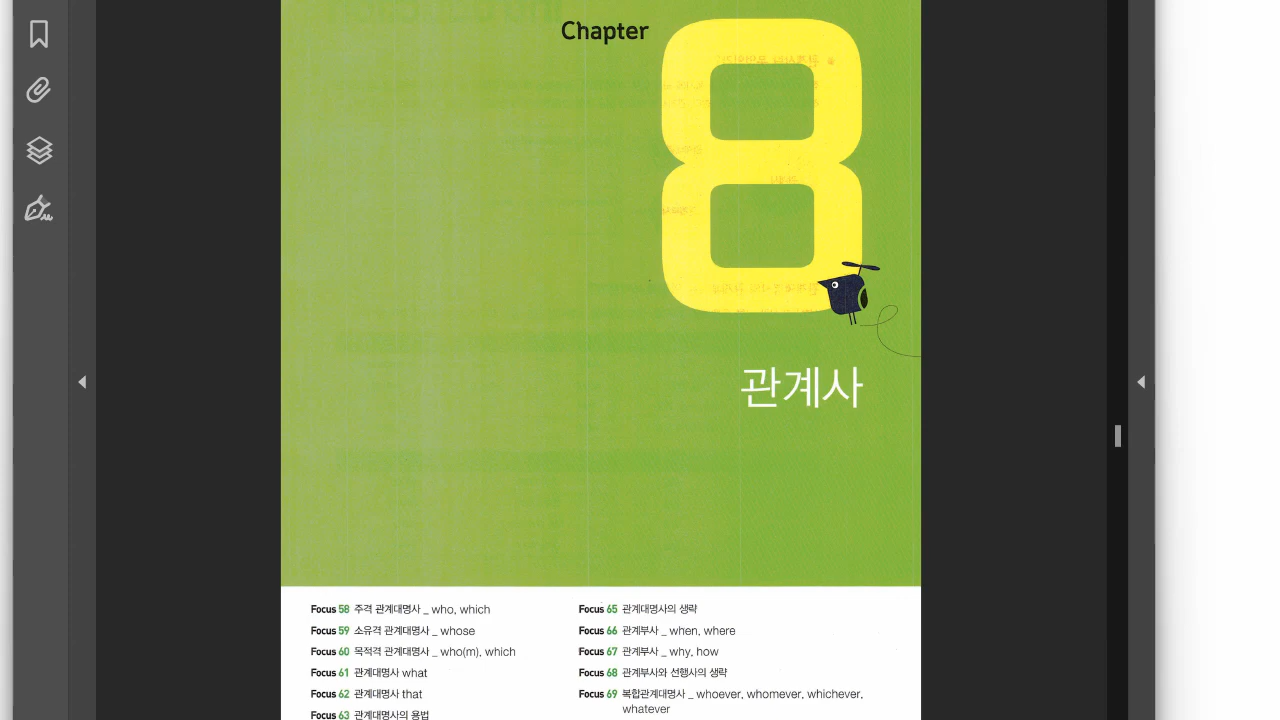 Chapter
8
관계사
Focus 58 주격 관계대명사 _ who, which
Focus 59 소유격 관계대명사 _ whose
Focus 60 목적격 관계대명사 _ who(m), which
Focus 61 관계대명사 what
Focus 62 관계대명사 that
Focus 63 관계대명사의 용법
Focus 65 관계대명사의 생략
Focus 66 관계부사 _ when, where
Focus 67 관계부사 _ why, how
Focus 68 관계부사와 선행사의 생략
Focus 69 복합관계대명사 _ whoever, whomever, whichever,
whatever